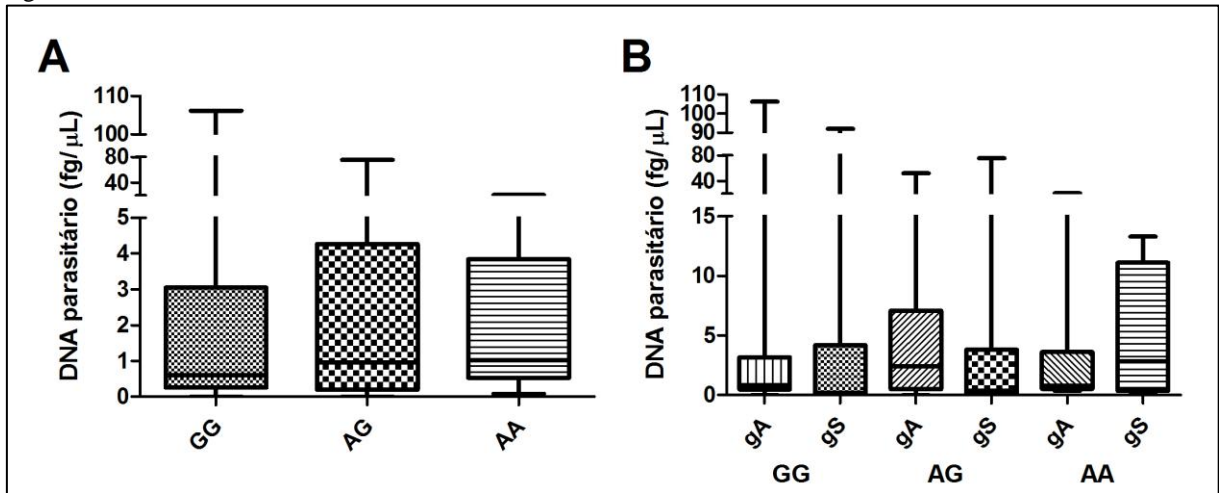 A
DNA parasitário (fg/µL)
110
100
80
40
5
4
3
2
1
0
GG
AG
AA
B
DNA parasitário (fg/µL)
110
100
90
80
40
15
10
5
0
gA
gS
gA
gS
gA
gS
GG
AG
AA